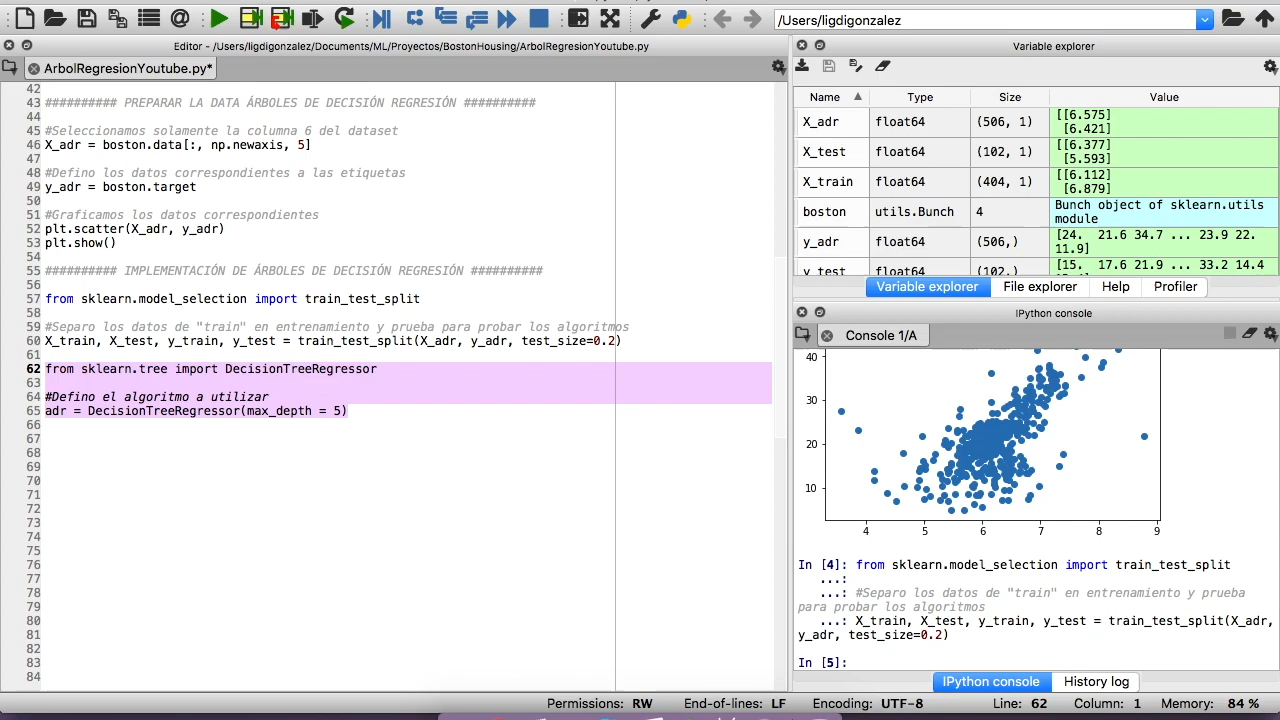 /Users/ligdigonzalez
Editor - /Users/ligdigonzalez/Documents/ML/Proyectos/BostonHousing/ArbolRegresionYoutube.py
ArbolRegresionYoutube.py*
42
43 ########## PREPARAR LA DATA ÁRBOLES DE DECISIÓN REGRESIÓN ##########
44
45 #Seleccionamos solamente la columna 6 del dataset
46 X_adr = boston.data[:, np.newaxis, 5]
47
48 #Defino los datos correspondientes a las etiquetas
49 y_adr = boston.target
50
51 #Graficamos los datos correspondientes
52 plt.scatter(X_adr, y_adr)
53 plt.show()
54
55 ########## IMPLEMENTACIÓN DE ÁRBOLES DE DECISIÓN REGRESIÓN ##########
56
57 from sklearn.model_selection import train_test_split
58
59 #Separo los datos de "train" en entrenamiento y prueba para probar los algoritmos
60 X_train, X_test, y_train, y_test = train_test_split(X_adr, y_adr, test_size=0.2)
61
62 from sklearn.tree import DecisionTreeRegressor
63
64 #Defino el algoritmo a utilizar
65 adr = DecisionTreeRegressor(max_depth = 5)
66
67
68
69
70
71
72
73
74
75
76
77
78
79
80
81
82
83
84
Variable explorer
Name Type Size Value
X_adr float64 (506, 1) [[6.575]
[6.421]
X_test float64 (102, 1) [[6.377]
[5.593]
X_train float64 (404, 1) [[6.112]
[6.879]
boston utils.Bunch 4 Bunch object of sklearn.utils
module
y_adr float64 (506,) [24. 21.6 34.7 ... 23.9 22.
11.9]
y_test float64 (102,) [15. 17.6 21.9 ... 33.2 14.4
Variable explorer File explorer Help Profiler
IPython console
Console 1/A
40
30
20
10
4 5 6 7 8 9
In [4]: from sklearn.model_selection import train_test_split
...:
...: #Separo los datos de "train" en entrenamiento y prueba
para probar los algoritmos
...: X_train, X_test, y_train, y_test = train_test_split(X_adr,
y_adr, test_size=0.2)
In [5]:
IPython console History log
Permissions: RW End-of-lines: LF Encoding: UTF-8 Line: 62 Column: 1 Memory: 84 %